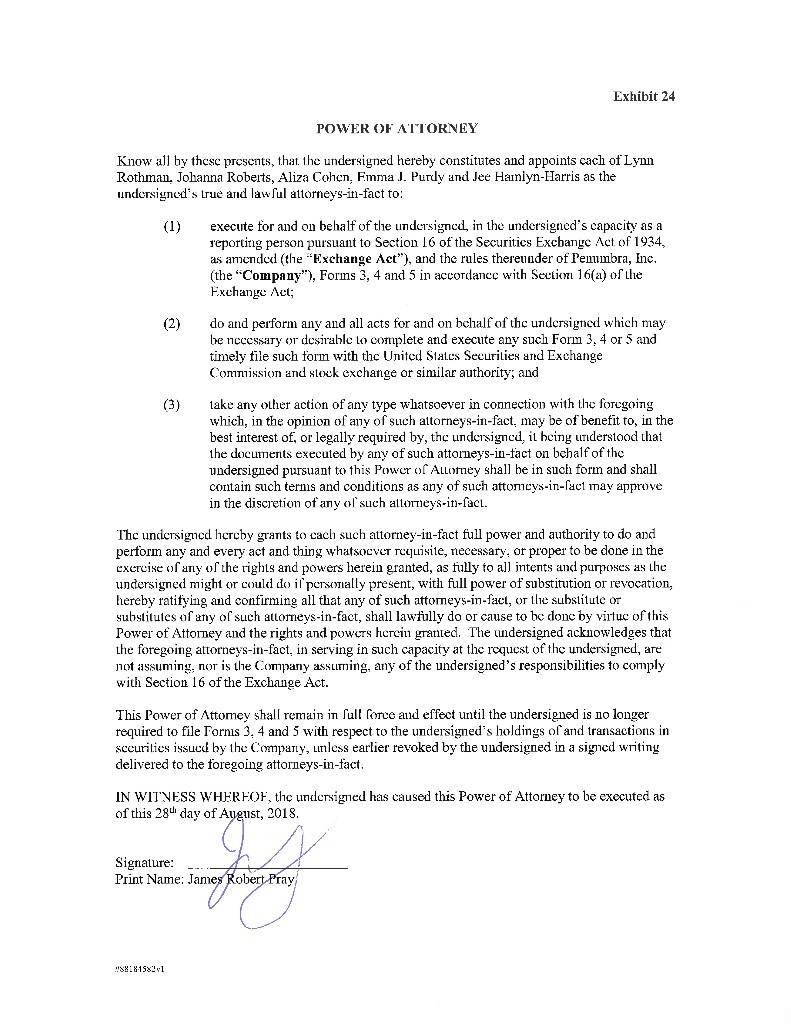 Exhibit 24
POWER OF ATTORNEY
Know all by these presents, that the undersigned hereby constitutes and appoints each of Lynn
Rothman, Johanna Roberts, Aliza Cohen, Emma J. Purdy and Jee Hamlyn-Harris as the
undersigned's true and lawful attorneys-in-fact to:
(1) execute for and on behalf of the undersigned, in the undersigned's capacity as a
reporting person pursuant to Section 16 of the Securities Exchange Act of 1934,
as amended (the "Exchange Act"), and the rules thereunder of Penumbra, Inc.
(the "Company"), Forms 3, 4 and 5 in accordance with Section 16(a) of the
Exchange Act;
(2) do and perform any and all acts for and on behalf of the undersigned which may
be necessary or desirable to complete and execute any such Form 3, 4 or 5 and
timely file such form with the United States Securities and Exchange
Commission and stock exchange or similar authority; and
(3) take any other action of any type whatsoever in connection with the foregoing
which, in the opinion of any of such attorneys-in-fact, may be of benefit to, in the
best interest of, or legally required by, the undersigned, it being understood that
the documents executed by any of such attorneys-in-fact on behalf of the
undersigned pursuant to this Power of Attorney shall be in such form and shall
contain such terms and conditions as any of such attorneys-in-fact may approve
in the discretion of any of such attorneys-in-fact.
The undersigned hereby grants to each such attorney-in-fact full power and authority to do and
perform any and every act and thing whatsoever requisite, necessary, or proper to be done in the
exercise of any of the rights and powers herein granted, as fully to all intents and purposes as the
undersigned might or could do if personally present, with full power of substitution or revocation,
hereby ratifying and confirming all that any of such attorneys-in-fact, or the substitute or
substitutes of any of such attorneys-in-fact, shall lawfully do or cause to be done by virtue of this
Power of Attorney and the rights and powers herein granted. The undersigned acknowledges that
the foregoing attorneys-in-fact, in serving in such capacity at the request of the undersigned, are
not assuming, nor is the Company assuming, any of the undersigned's responsibilities to comply
with Section 16 of the Exchange Act.
This Power of Attorney shall remain in full force and effect until the undersigned is no longer
required to file Forms 3, 4 and 5 with respect to the undersigned's holdings of and transactions in
securities issued by the Company, unless earlier revoked by the undersigned in a signed writing
delivered to the foregoing attorneys-in-fact.
IN WITNESS WHEREOF, the undersigned has caused this Power of Attorney to be executed as
of this 28th day of August, 2018.
Signature:
Print Name: James Robert Pray
#88184582v1